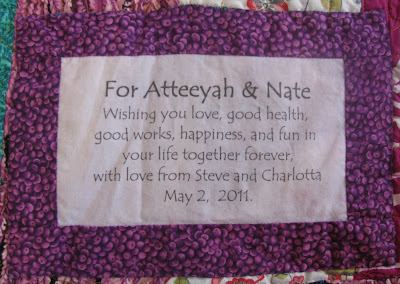 For Atteeyah & Nate
Wishing you love, good health,
good works, happiness, and fun in
your life together forever,
with love from Steve and Charlotta
May 2, 2011.